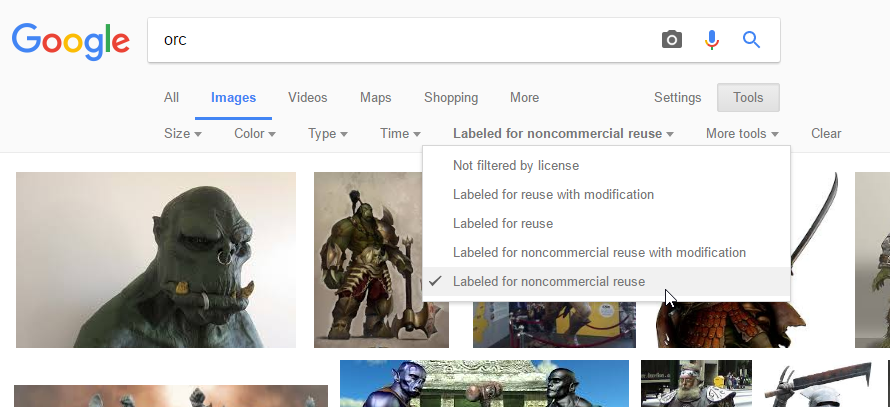 Google
orc
All Images Videos Maps Shopping More Settings Tools
Size Color Type Time Labeled for noncommercial reuse More tools Clear
Not filtered by license
Labeled for reuse with modification
Labeled for reuse
Labeled for noncommercial reuse with modification
Labeled for noncommercial reuse